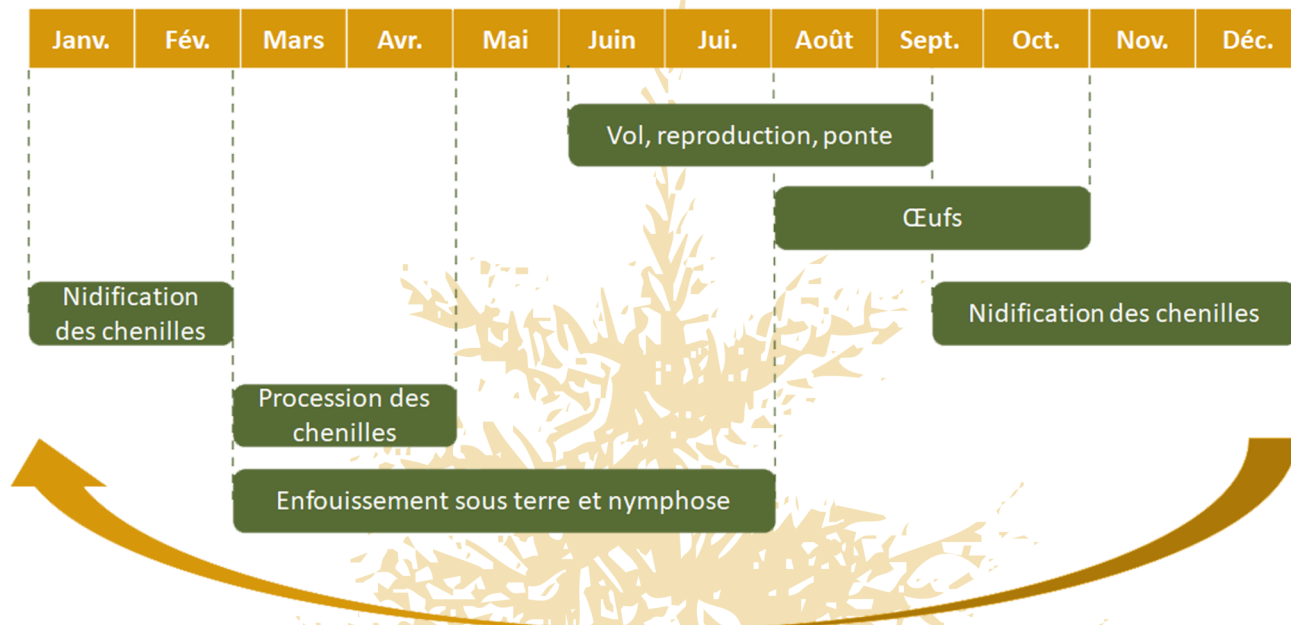 Janv. Fév. Mars Avr. Mai Juin Jui. Août Sept. Oct. Nov. Déc.
Vol, reproduction, ponte
Œufs
Nidification
des chenilles
Nidification des chenilles
Procession des
chenilles
Enfouissement sous terre et nymphose